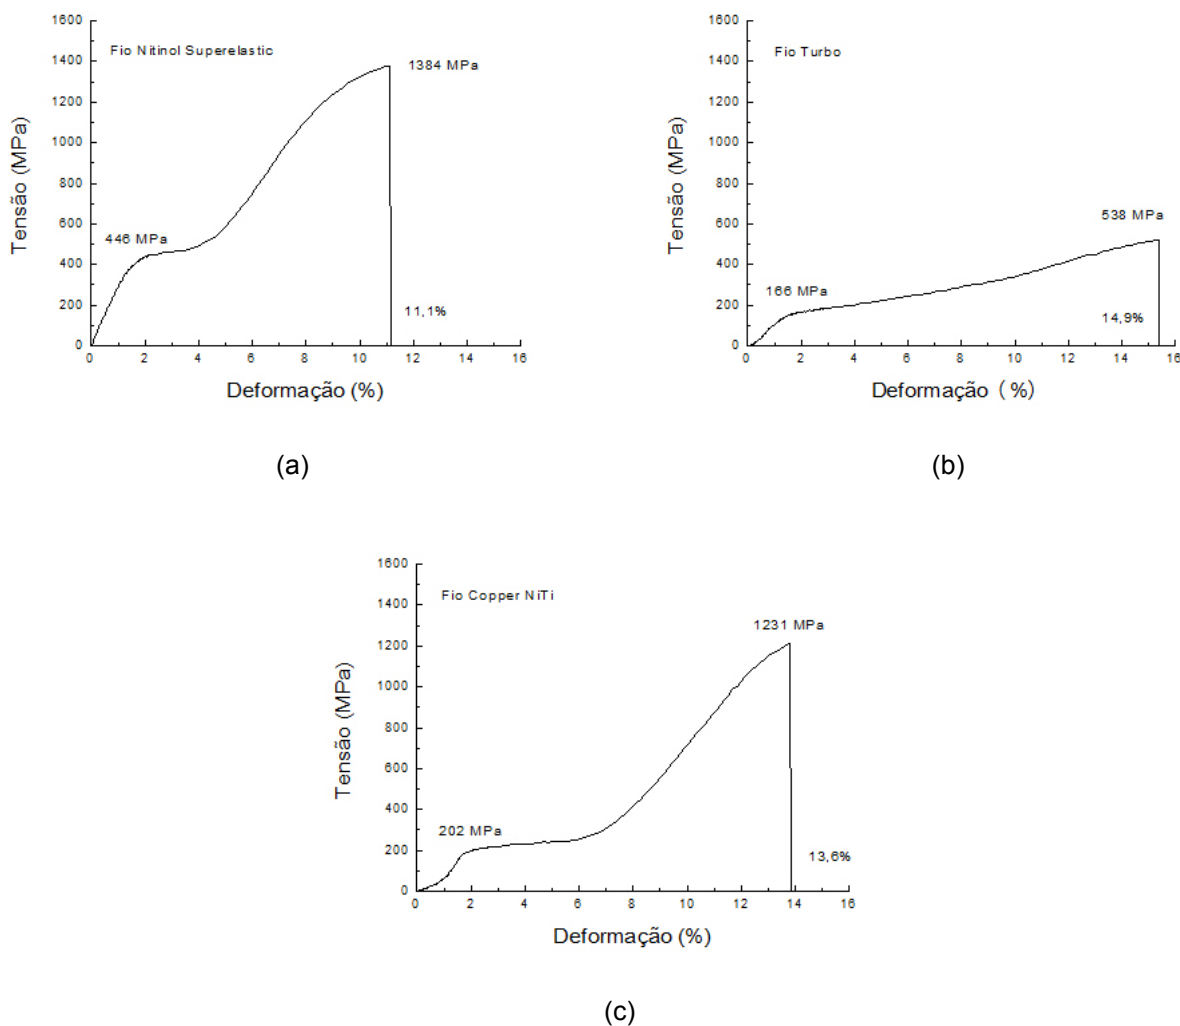 1600
Fio Nitinol Superelastic
1400
1384 MPa
1200
1000
800
600
446 MPa
400
200
11,1%
0
0 2 4 6 8 10 12 14 16
Tensão (MPa)
Deformação (%)
(a)
1600
Fio Turbo
1400
1200
1000
800
600
538 MPa
400
166 MPa
200
14,9%
0
0 2 4 6 8 10 12 14 16
Tensão (MPa)
Deformação (%)
(b)
1600
Fio Copper NiTi
1400
1231 MPa
1200
1000
800
600
400
202 MPa
200
13,6%
0
0 2 4 6 8 10 12 14 16
Tensão (MPa)
Deformação (%)
(c)